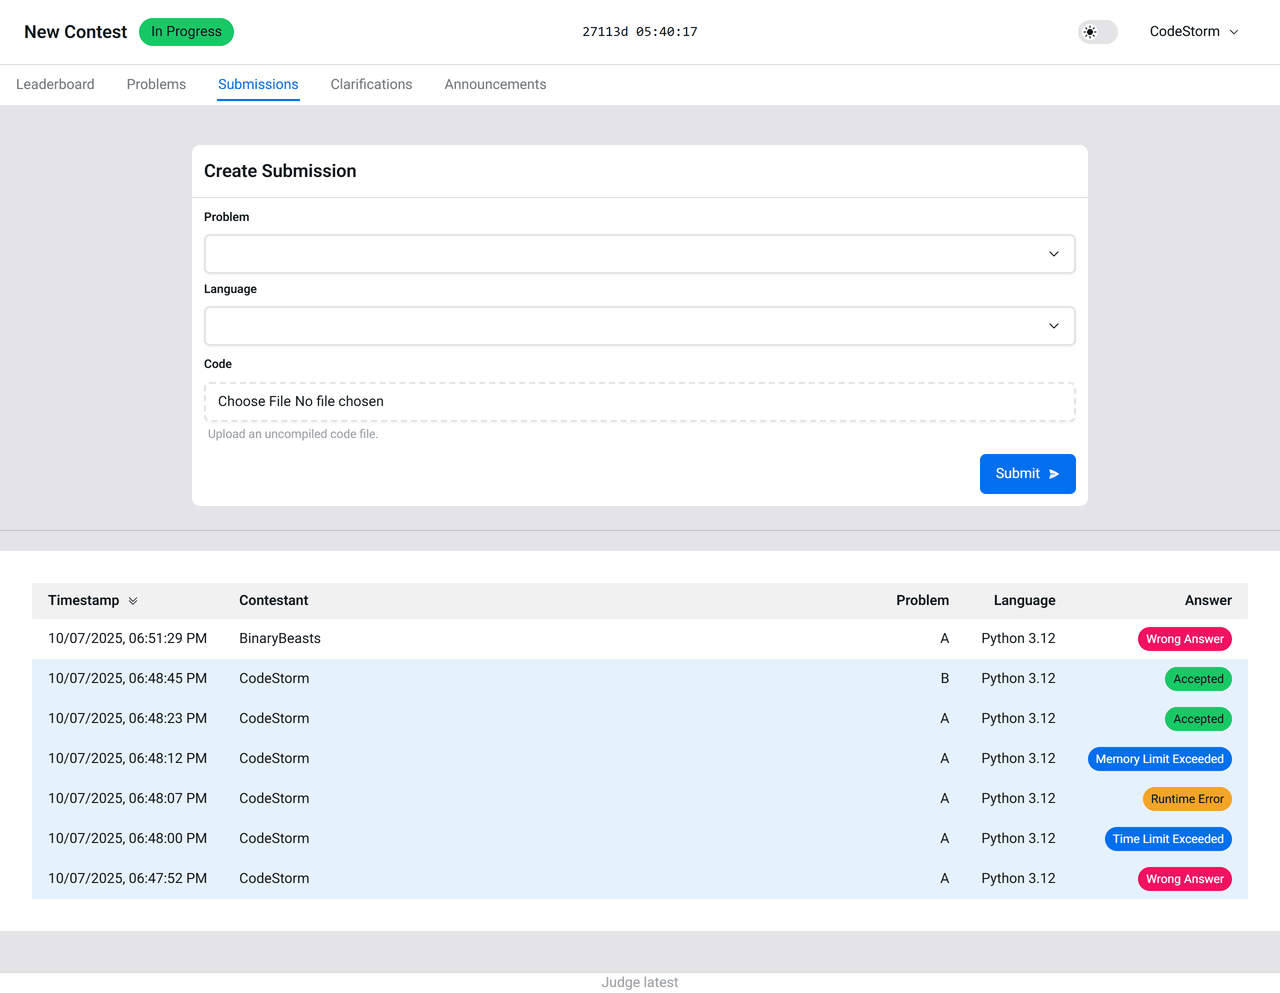 New Contest In Progress 27113d 05:40:17 CodeStorm
Leaderboard Problems Submissions Clarifications Announcements
Create Submission
Problem
Language
Code
Choose File No file chosen
Upload an uncompiled code file.
Submit
Timestamp Contestant Problem Language Answer
10/07/2025, 06:51:29 PM BinaryBeasts A Python 3.12 Wrong Answer
10/07/2025, 06:48:45 PM CodeStorm B Python 3.12 Accepted
10/07/2025, 06:48:23 PM CodeStorm A Python 3.12 Accepted
10/07/2025, 06:48:12 PM CodeStorm A Python 3.12 Memory Limit Exceeded
10/07/2025, 06:48:07 PM CodeStorm A Python 3.12 Runtime Error
10/07/2025, 06:48:00 PM CodeStorm A Python 3.12 Time Limit Exceeded
10/07/2025, 06:47:52 PM CodeStorm A Python 3.12 Wrong Answer
Judge latest